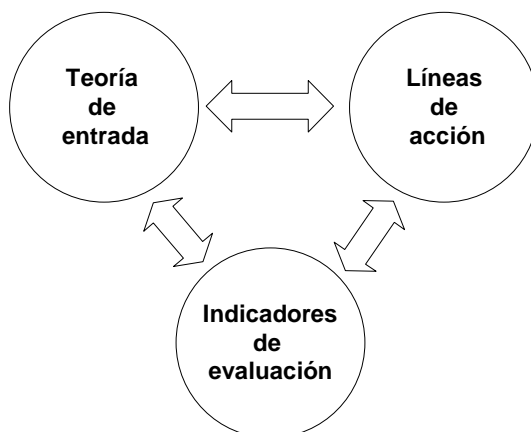 Teoría
de
entrada
Líneas
de
acción
Indicadores
de
evaluación